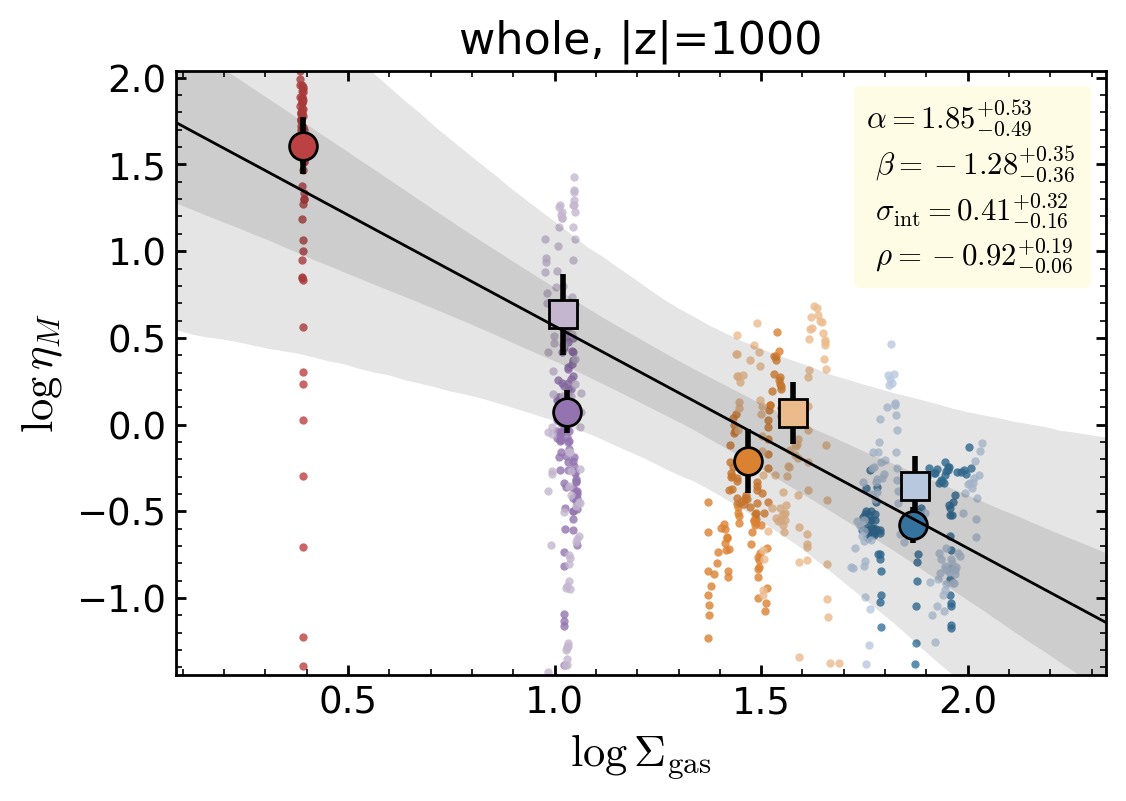 whole, |z|=1000
2.0
1.5
1.0
0.5
0.0
−0.5
−1.0
log η_M
α = 1.85^{+0.53}_{−0.49}
β = −1.28^{+0.35}_{−0.36}
σ_int = 0.41^{+0.32}_{−0.16}
ρ = −0.92^{+0.19}_{−0.06}
0.5 1.0 1.5 2.0
log Σ_gas